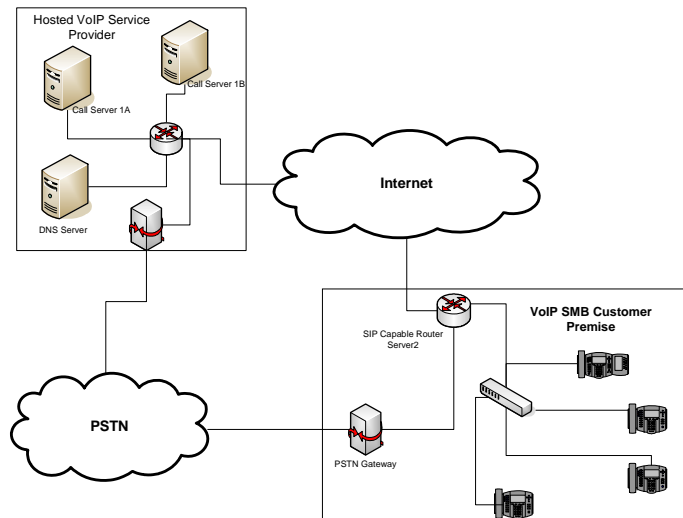 Hosted VoIP Service
Provider
Call Server 1B
Call Server 1A
DNS Server
Internet
SIP Capable Router
Server2
VoIP SMB Customer
Premise
PSTN
PSTN Gateway